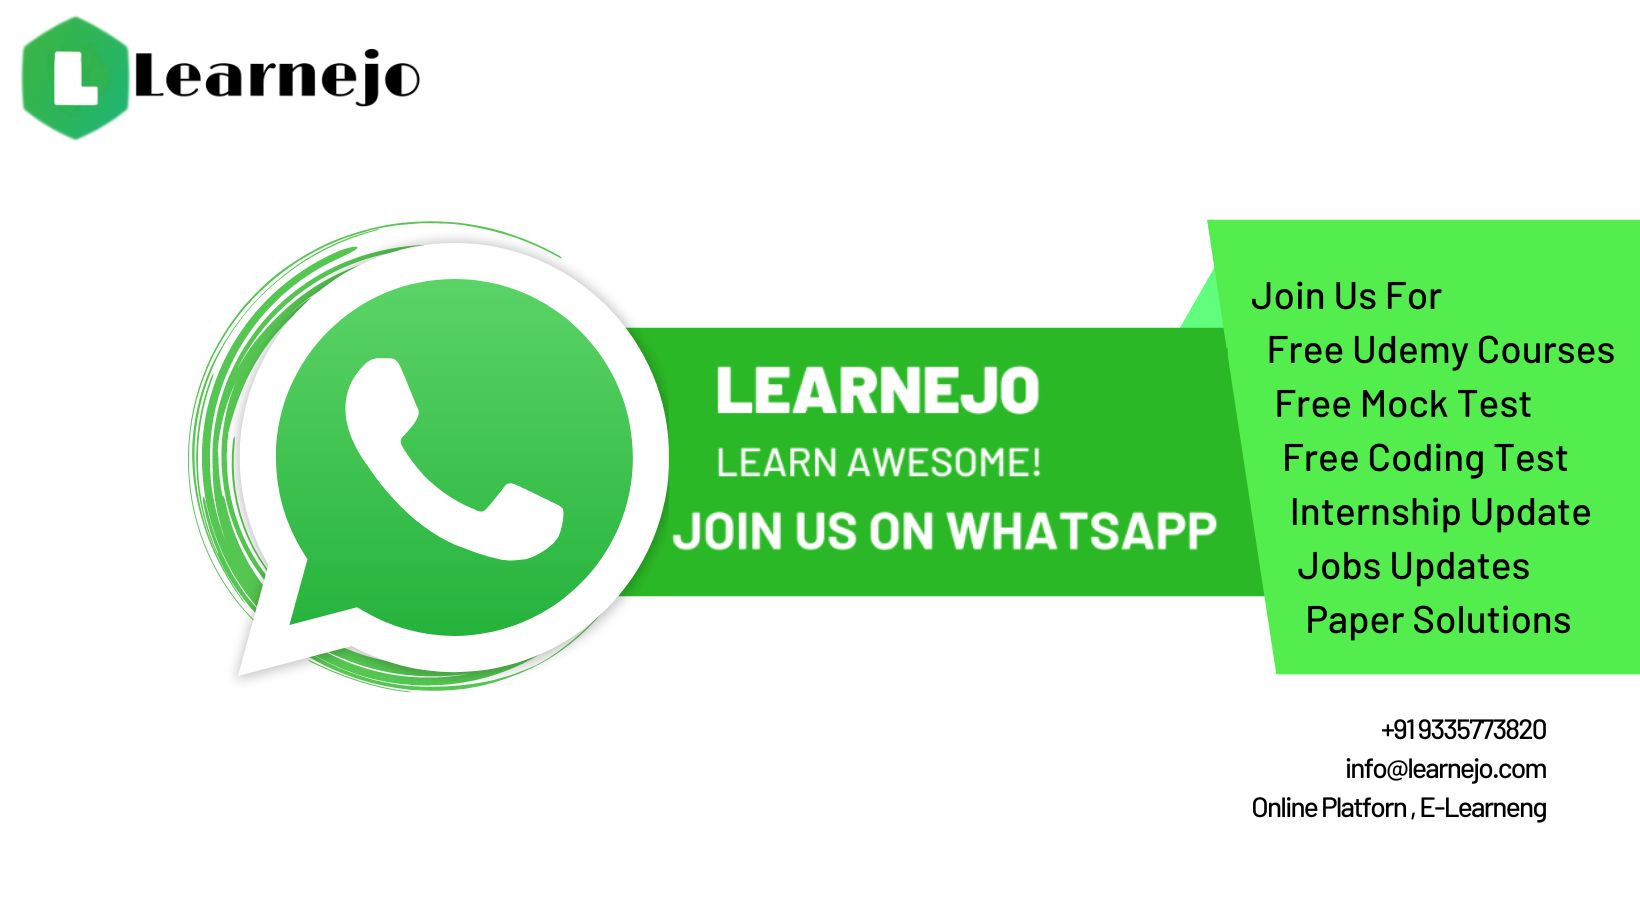 Learnejo
LEARNEJO
LEARN AWESOME!
JOIN US ON WHATSAPP
Join Us For
Free Udemy Courses
Free Mock Test
Free Coding Test
Internship Update
Jobs Updates
Paper Solutions
+919335773820
info@learnejo.com
Online Platforn , E-Learneng